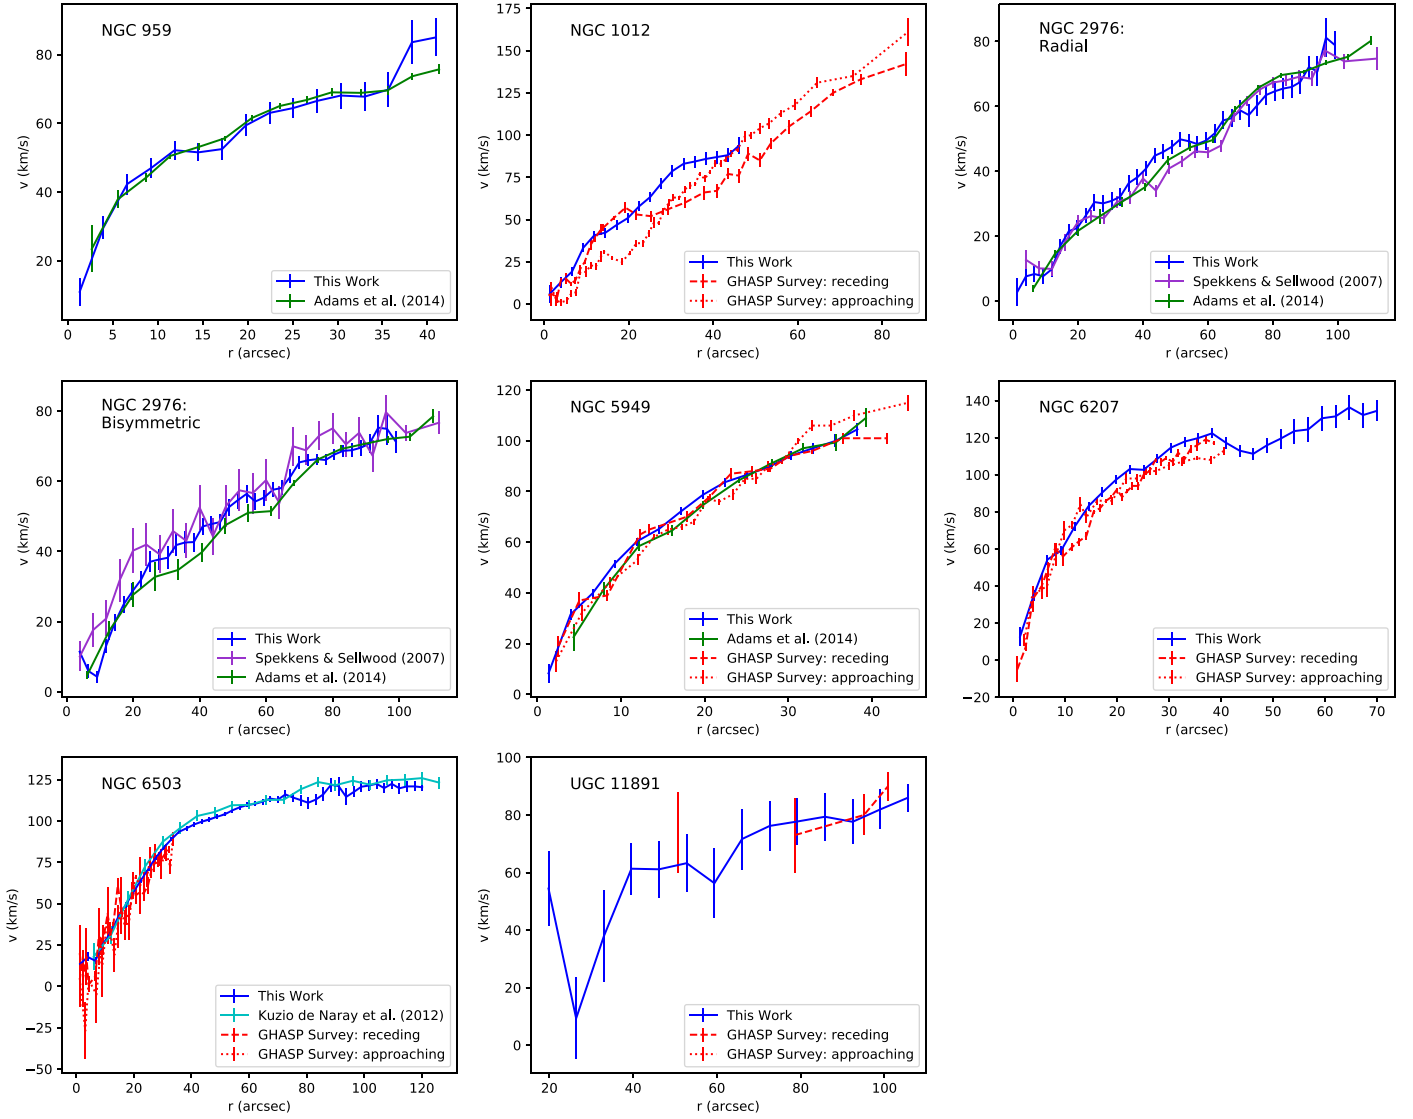 NGC 959
v (km/s)
80
60
40
20
This Work
Adams et al. (2014)
0 5 10 15 20 25 30 35 40
r (arcsec)
NGC 1012
v (km/s)
175
150
125
100
75
50
25
0
This Work
GHASP Survey: receding
GHASP Survey: approaching
0 20 40 60 80
r (arcsec)
NGC 2976:
Radial
v (km/s)
80
60
40
20
0
This Work
Spekkens & Sellwood (2007)
Adams et al. (2014)
0 20 40 60 80 100
r (arcsec)
NGC 2976:
Bisymmetric
v (km/s)
80
60
40
20
0
This Work
Spekkens & Sellwood (2007)
Adams et al. (2014)
0 20 40 60 80 100
r (arcsec)
NGC 5949
v (km/s)
120
100
80
60
40
20
0
This Work
Adams et al. (2014)
GHASP Survey: receding
GHASP Survey: approaching
0 10 20 30 40
r (arcsec)
NGC 6207
v (km/s)
140
120
100
80
60
40
20
0
−20
This Work
GHASP Survey: receding
GHASP Survey: approaching
0 10 20 30 40 50 60 70
r (arcsec)
NGC 6503
v (km/s)
125
100
75
50
25
0
−25
−50
This Work
Kuzio de Naray et al. (2012)
GHASP Survey: receding
GHASP Survey: approaching
0 20 40 60 80 100 120
r (arcsec)
UGC 11891
v (km/s)
100
80
60
40
20
0
This Work
GHASP Survey: receding
GHASP Survey: approaching
20 40 60 80 100
r (arcsec)